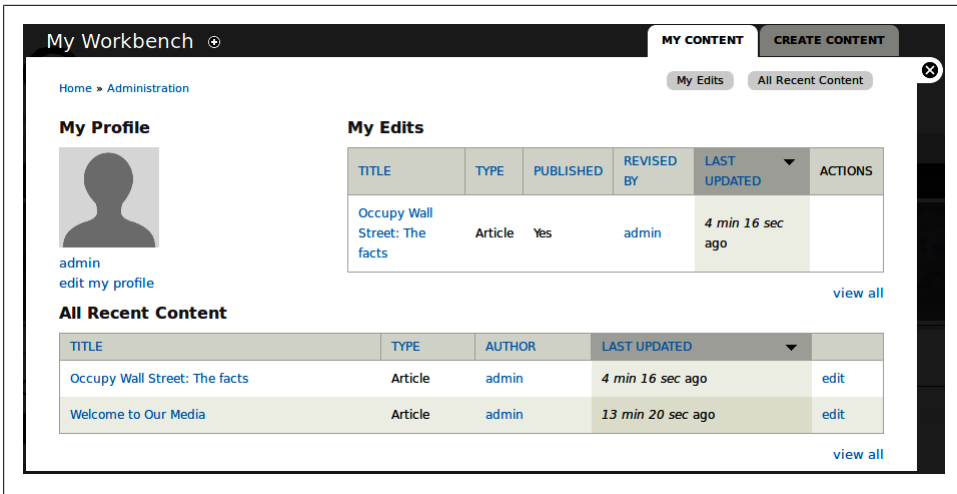 My Workbench
MY CONTENT
CREATE CONTENT
My Edits
All Recent Content
Home » Administration
My Profile
admin
edit my profile
My Edits
TITLE TYPE PUBLISHED REVISED BY LAST UPDATED ACTIONS
Occupy Wall Street: The facts Article Yes admin 4 min 16 sec ago
view all
All Recent Content
TITLE TYPE AUTHOR LAST UPDATED
Occupy Wall Street: The facts Article admin 4 min 16 sec ago edit
Welcome to Our Media Article admin 13 min 20 sec ago edit
view all